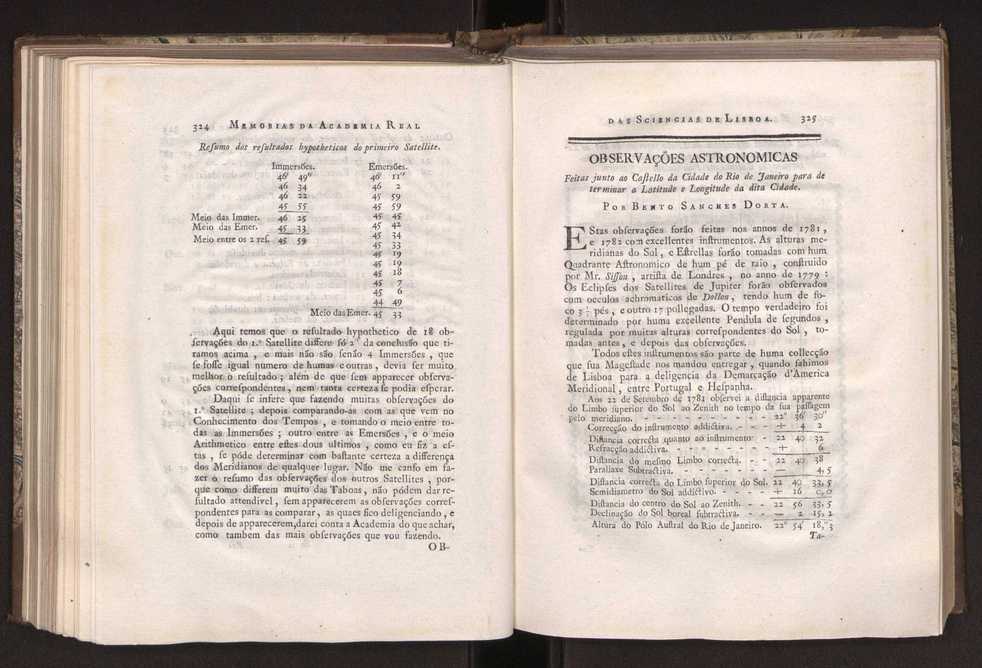 324 MEMORIAS DA ACADEMIA REAL
Reſumo dos reſultados hypotheticos do primeiro Satellite.
Immersões. Emersões.
46' 49" 46' 11"
46 34 46 2
46 22 45 59
45 55 45 59
Meio das Immer. 46 25 45 45
Meio das Emer. 45 33 45 42
45 34
Meio entre os 2 reſ. 45 59 45 33
45 19
45 19
45 18
45 7
45 6
44 49
Meio das Emer. 45 33
Aqui temos que o reſultado hypothetico de 18 ob-
ſervações do 1.º Satellite differe ſó 2" da concluſão que ti-
ramos acima , e mais não são ſenão 4 Immersões , que
ſe foſſe igual numero de humas e outras , devia ſer muito
melhor o reſultado ; além de que ſem apparecer obſerva-
ções correſpondentes , nem tanta certeza ſe podia eſperar.
Daqui ſe infere que fazendo muitas obſervações do
1.º Satellite ; depois comparando-as com as que vem no
Conhecimento dos Tempos , e tomando o meio entre to-
das as Immersões ; outro entre as Emersões , e o meio
Arithmetico entre eſtes dous ultimos , como eu fiz a eſ-
tas , ſe póde determinar com baſtante certeza a differença
dos Meridianos de qualquer lugar. Não me canſo em fa-
zer o reſumo das obſervações dos outros Satellites , por-
que como differem muito das Taboas , não pódem dar re-
ſultado attendivel , ſem apparecerem as obſervações correſ-
pondentes para as comparar , as quaes fico deligenciando , e
depois de apparecerem, darei conta a Academia do que achar,
como tambem das mais obſervações que vou fazendo.
OB-
DAS SCIENCIAS DE LISBOA. 325
OBSERVAÇÕES ASTRONOMICAS
Feitas junto ao Caſtello da Cidade do Rio de Janeiro para de
terminar a Latitude e Longitude da dita Cidade.
POR BENTO SANCHES DORTA.
EStas obſervações forão feitas nos annos de 1781 ,
e 1782 com excellentes inſtrumentos. As alturas me-
ridianas do Sol , e Eſtrellas forão tomadas com hum
Quadrante Aſtronomico de hum pé de raio , conſtruido
por Mr. Siſſon , artiſta de Londres , no anno de 1779 :
Os Eclipſes dos Satellites de Jupiter forão obſervados
com oculos achromaticos de Dollon , tendo hum de fo-
co 3 ½ pés , e outro 17 pollegadas. O tempo verdadeiro foi
determinado por huma excellente Pendula de ſegundos ,
regulada por muitas alturas correſpondentes do Sol , to-
madas antes , e depois das obſervações.
Todos eſtes inſtrumentos são parte de huma collecção
que ſua Mageſtade nos mandou entregar , quando ſahimos
de Lisboa para a deligencia da Demarcação d'America
Meridional , entre Portugal e Heſpanha.
Aos 22 de Setembro de 1781 obſervei a diſtancia apparente
do Limbo ſuperior do Sol ao Zenith no tempo da ſua paſſagem
pelo meridiano. - - - - - - - - - 22° 36' 30"
Correcção do inſtrumento addictiva. - - - + 4 2
Diſtancia correcta quanto ao inſtrumento - 22 40 32
Refracção addictiva. - - - - - - - + 6
Diſtancia do meſmo Limbo correcta. - - - 22 40 38
Parallaxe Subtractiva. - - - - - - - — 4, 5
Diſtancia correcta do Limbo ſuperior do Sol. 22 40 33, 5
Semidiametro do Sol addictivo. - - - - + 16 0, 0
Diſtancia do centro do Sol ao Zenith. - - 22 56 33, 5
Declinação do Sol boreal ſubtractiva. - - — 2 15, 2
Altura do Pólo Auſtral do Rio de Janeiro. 22° 54' 18," 3
Ta-